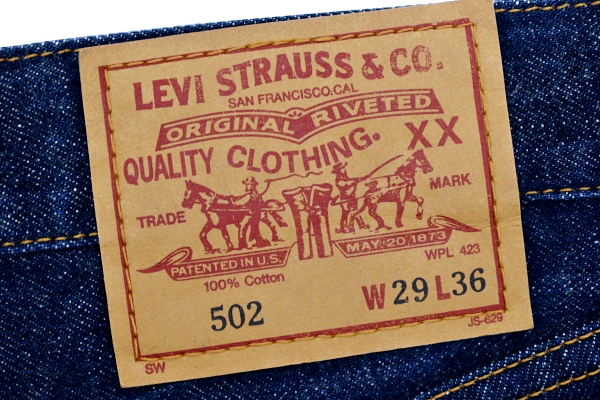 LEVI STRAUSS & CO.
SAN FRANCISCO.CAL
ORIGINAL RIVETED
QUALITY CLOTHING. XX
TRADE MARK
PATENTED IN U.S. MAY.20.1873
100% Cotton WPL 423
502 W 29 L 36
SW JS-629